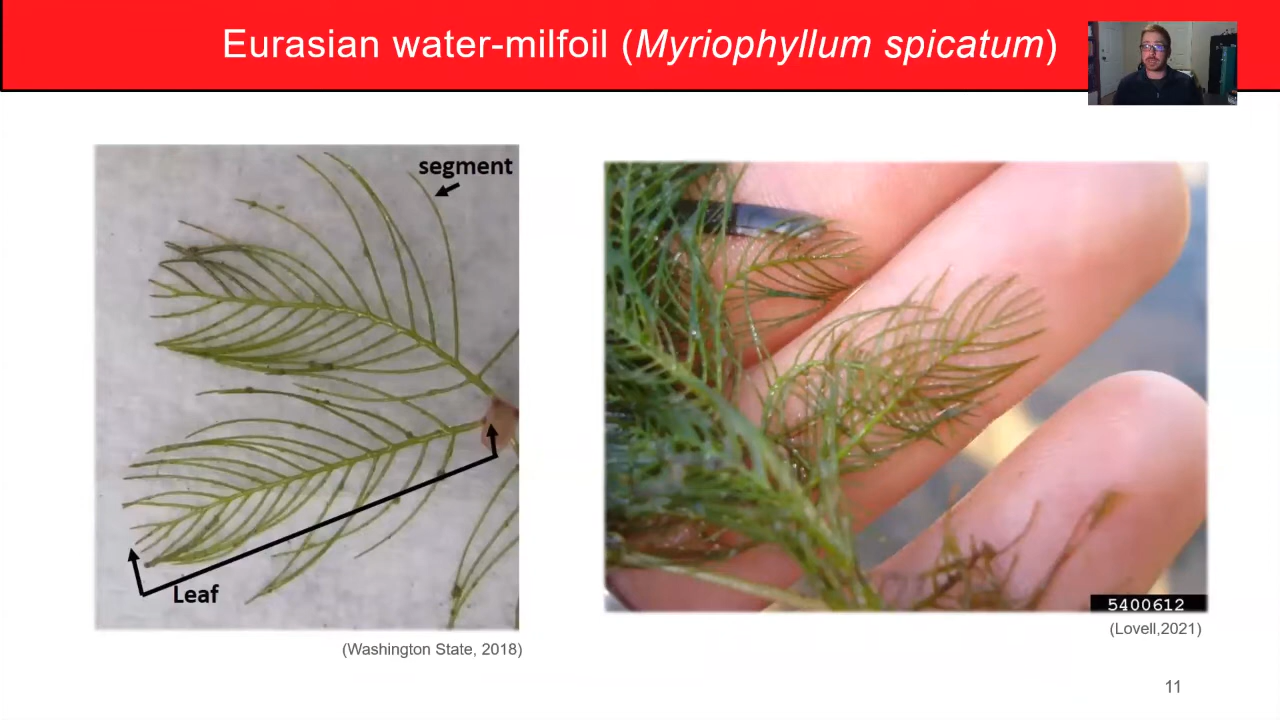 Eurasian water-milfoil (Myriophyllum spicatum)
segment
Leaf
(Washington State, 2018)
5400612
(Lovell,2021)
11